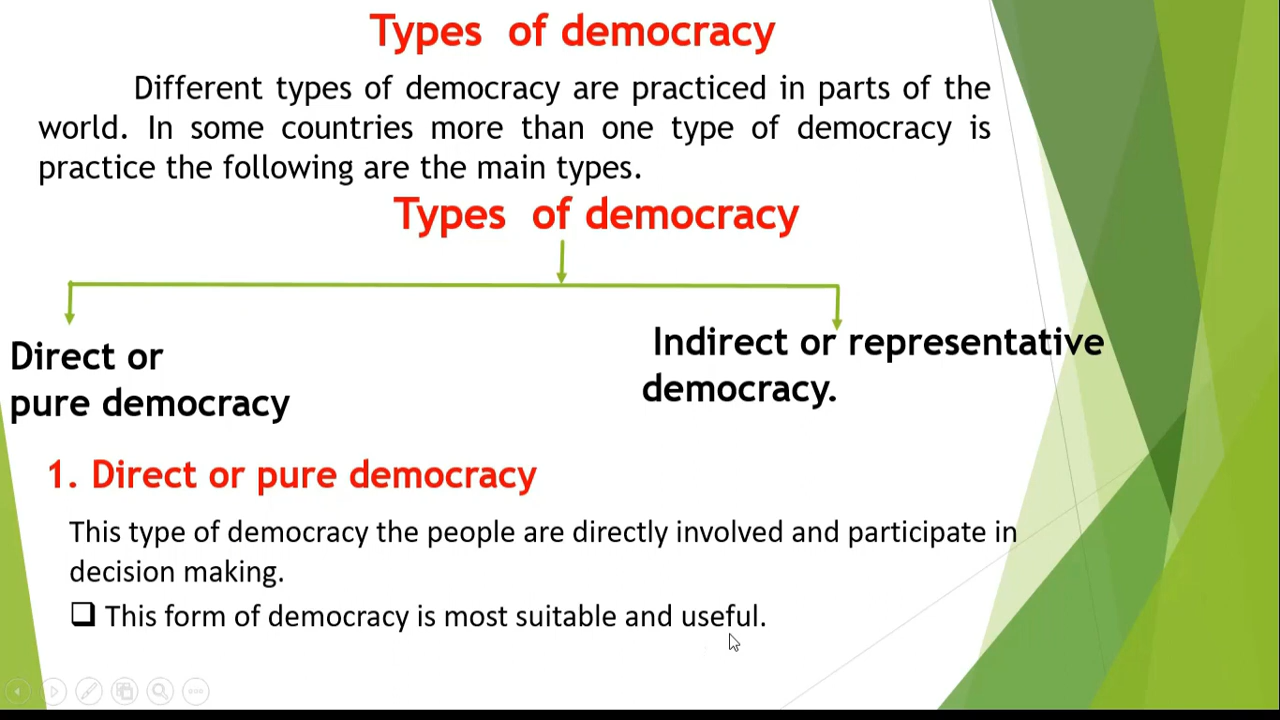 Types of democracy
Different types of democracy are practiced in parts of the
world. In some countries more than one type of democracy is
practice the following are the main types.
Types of democracy
Direct or
pure democracy
Indirect or representative
democracy.
1. Direct or pure democracy
This type of democracy the people are directly involved and participate in
decision making.
❑ This form of democracy is most suitable and useful.